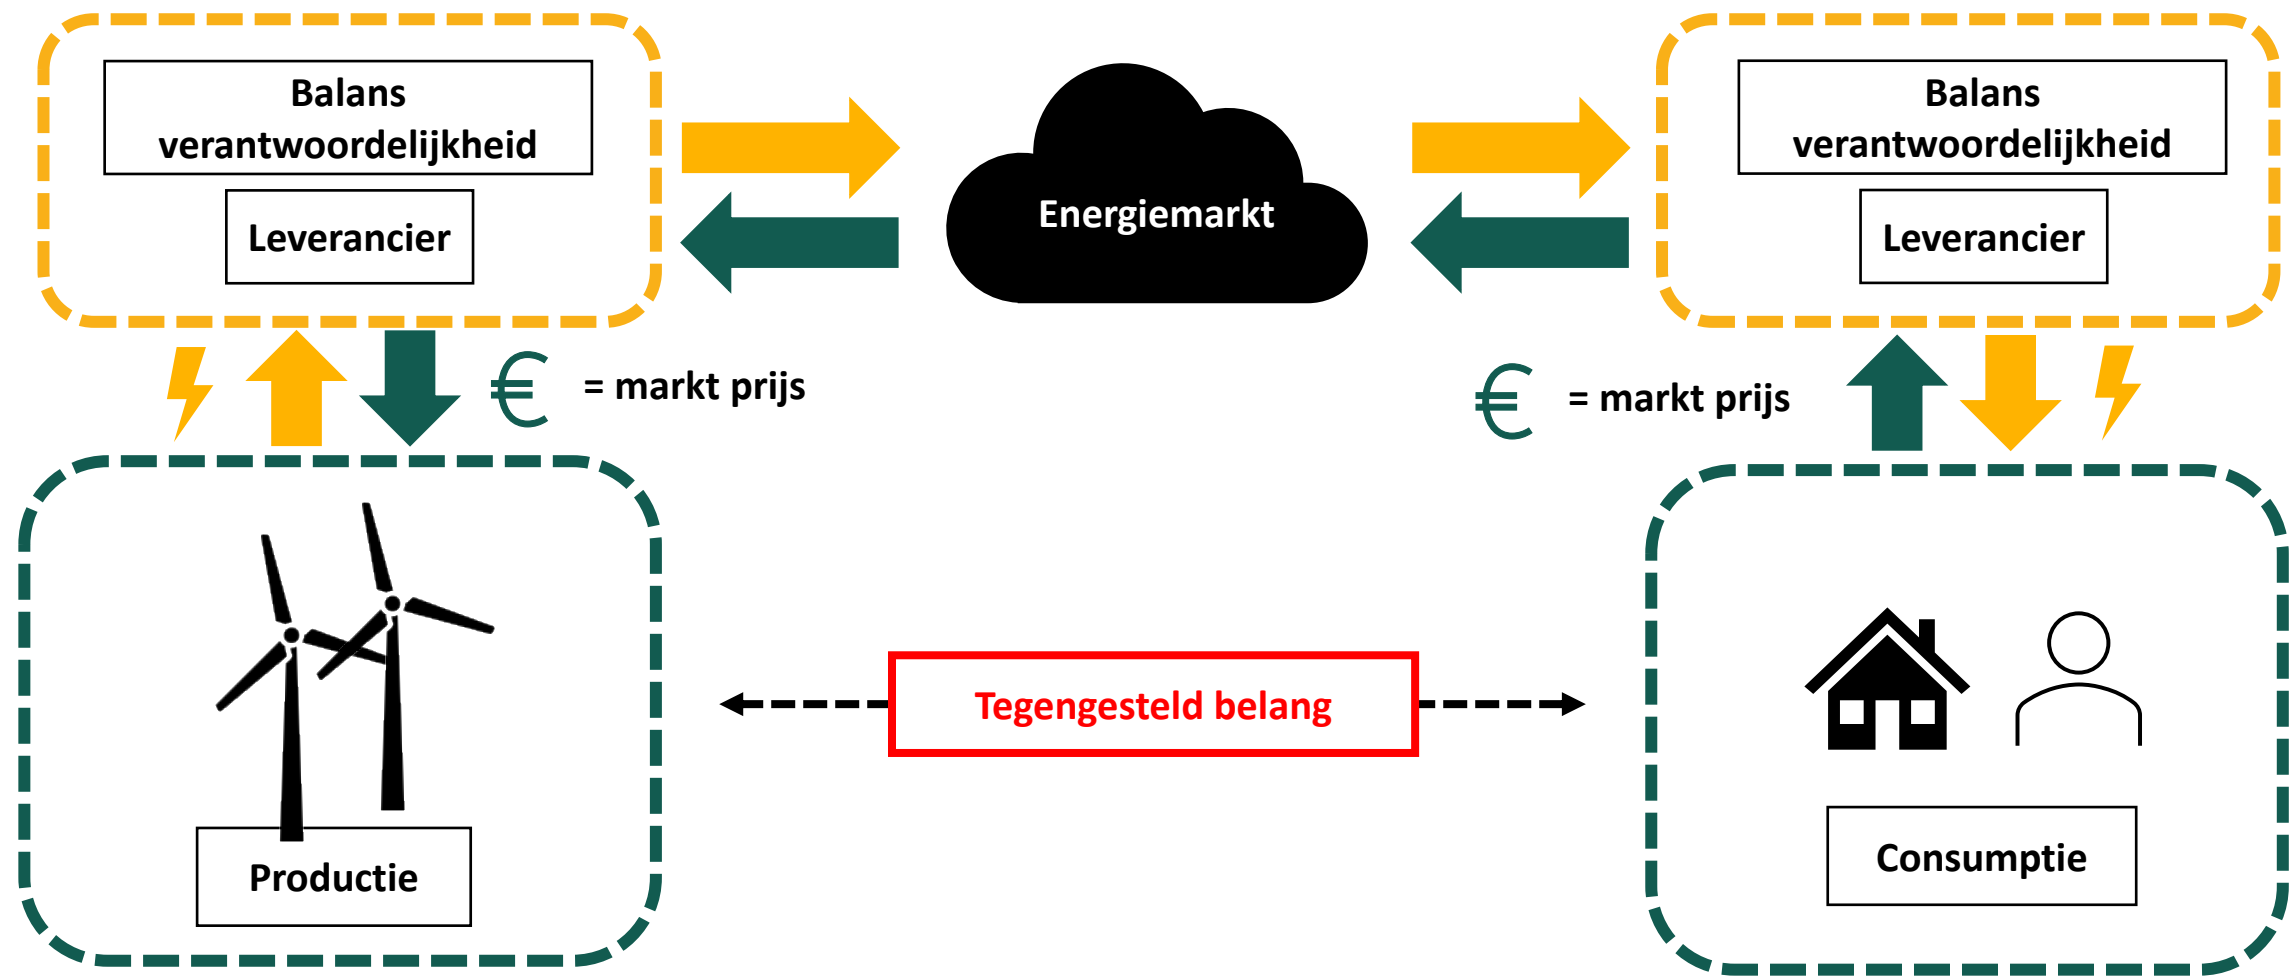 Balans
verantwoordelijkheid
Leverancier
Energiemarkt
Balans
verantwoordelijkheid
Leverancier
€ = markt prijs
€ = markt prijs
Tegengesteld belang
Productie
Consumptie